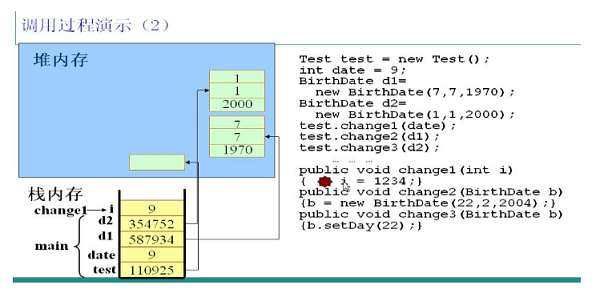 调用过程演示（2）
堆内存
1
1
2000
7
7
1970
栈内存
change1
i
9
d2
354752
d1
587934
main
date
9
test
110925
Test test = new Test();
int date = 9;
BirthDate d1=
new BirthDate(7,7,1970);
BirthDate d2=
new BirthDate(1,1,2000);
test.change1(date);
test.change2(d1);
test.change3(d2);
… … …
public void change1(int i)
{ i = 1234;}
public void change2(BirthDate b)
{b = new BirthDate(22,2,2004);}
public void change3(BirthDate b)
{b.setDay(22);}